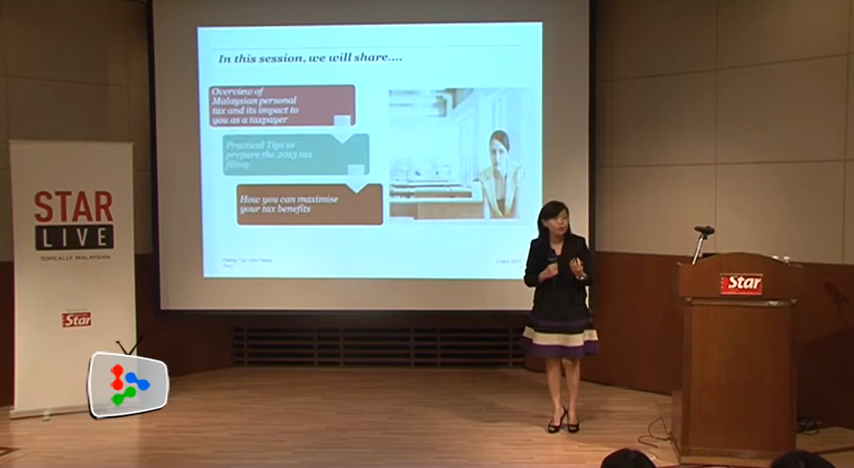 In this session, we will share....
Overview of
Malaysian personal
tax and its impact to
you as a taxpayer
Practical Tips to
prepare the 2013 tax
filing
How you can maximise
your tax benefits
STAR
LIVE
TOPICALLY MALAYSIAN
Star
Star